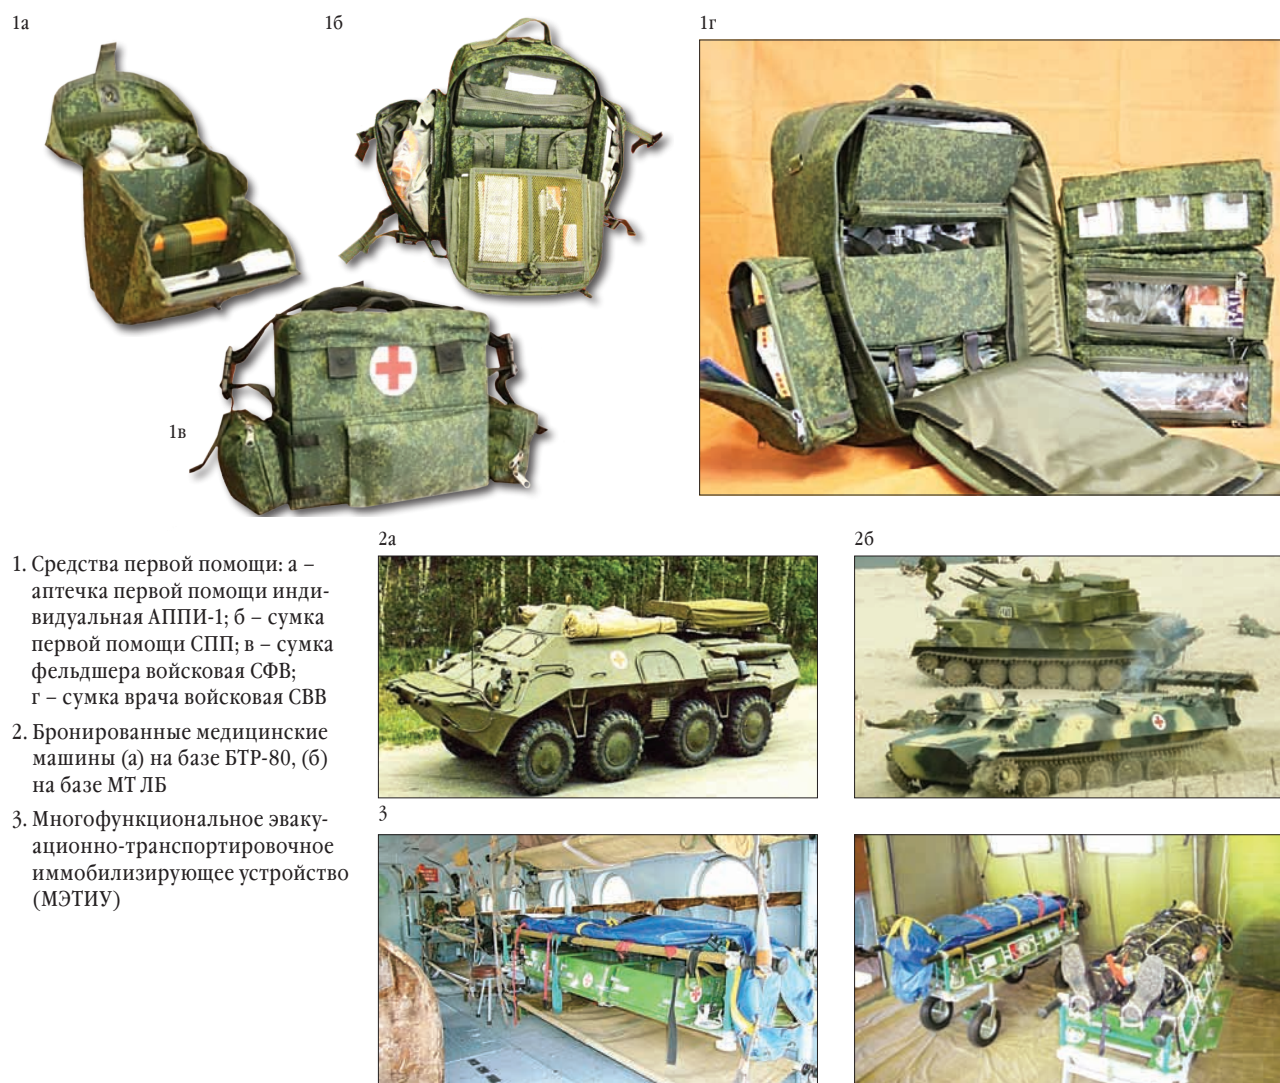 1а
1б
1г
1в
1. Средства первой помощи: а –
аптечка первой помощи инди-
видуальная АППИ-1; б – сумка
первой помощи СПП; в – сумка
фельдшера войсковая СФВ;
г – сумка врача войсковая СВВ
2. Бронированные медицинские
машины (а) на базе БТР-80, (б)
на базе МТ ЛБ
3. Многофункциональное эваку-
ационно-транспортировочное
иммобилизирующее устройство
(МЭТИУ)
2а
2б
3